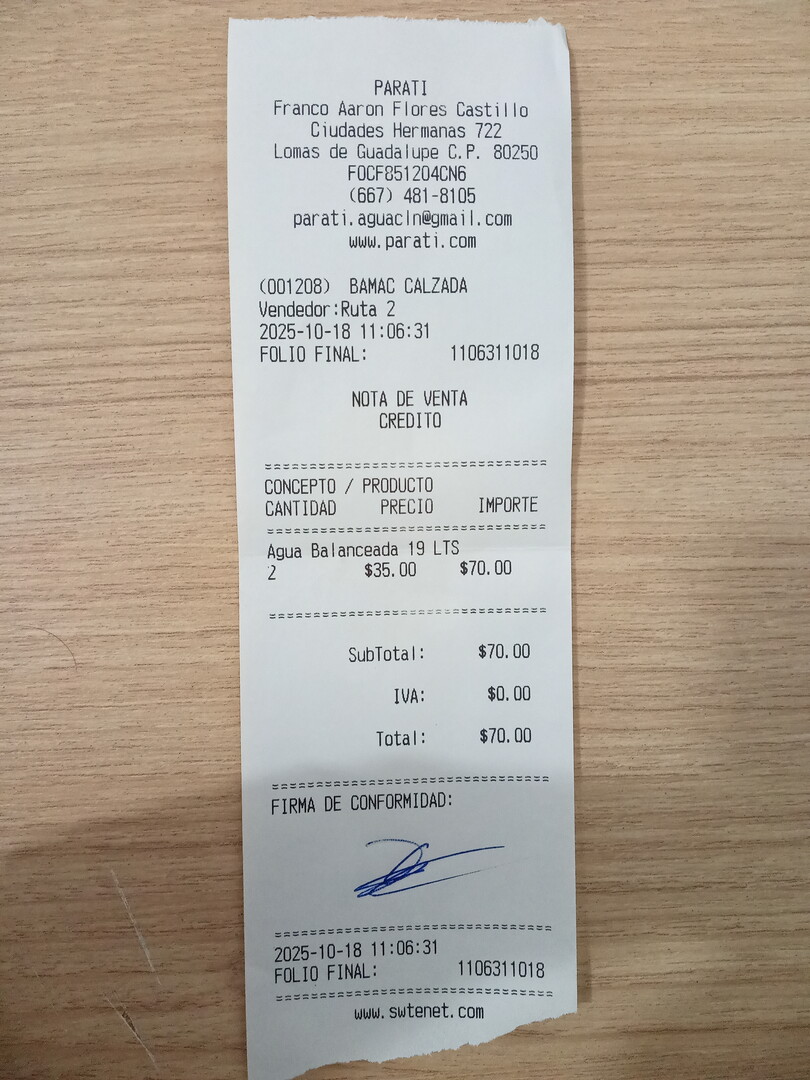 PARATI
Franco Aaron Flores Castillo
Ciudades Hermanas 722
Lomas de Guadalupe C.P. 80250
FOCF851204CN6
(667) 481-8105
parati.aguacln@gmail.com
www.parati.com
(001208) BAMAC CALZADA
Vendedor:Ruta 2
2025-10-18 11:06:31
FOLIO FINAL: 1106311018
NOTA DE VENTA
CREDITO
CONCEPTO / PRODUCTO
CANTIDAD PRECIO IMPORTE
Agua Balanceada 19 LTS
2 $35.00 $70.00
SubTotal: $70.00
IVA: $0.00
Total: $70.00
FIRMA DE CONFORMIDAD:
2025-10-18 11:06:31
FOLIO FINAL: 1106311018
www.swtenet.com